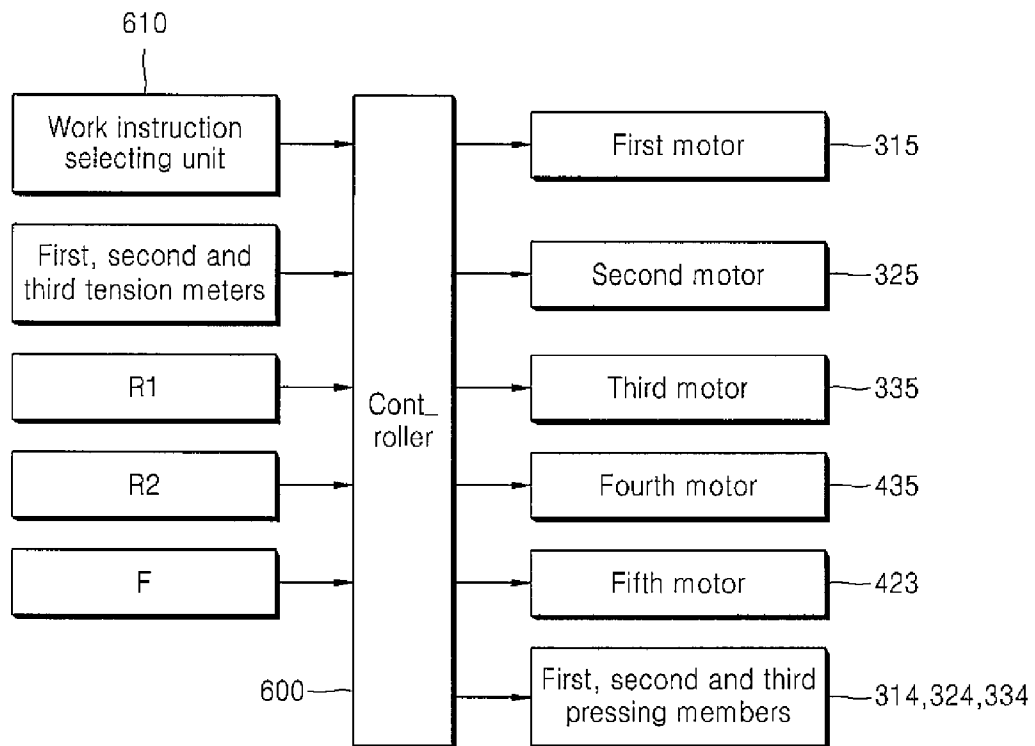 610
Work instruction
selecting unit
First, second and
third tension meters
R1
R2
F
600
Cont_
roller
First motor
315
Second motor
325
Third motor
335
Fourth motor
435
Fifth motor
423
First, second and third
pressing members
314,324,334